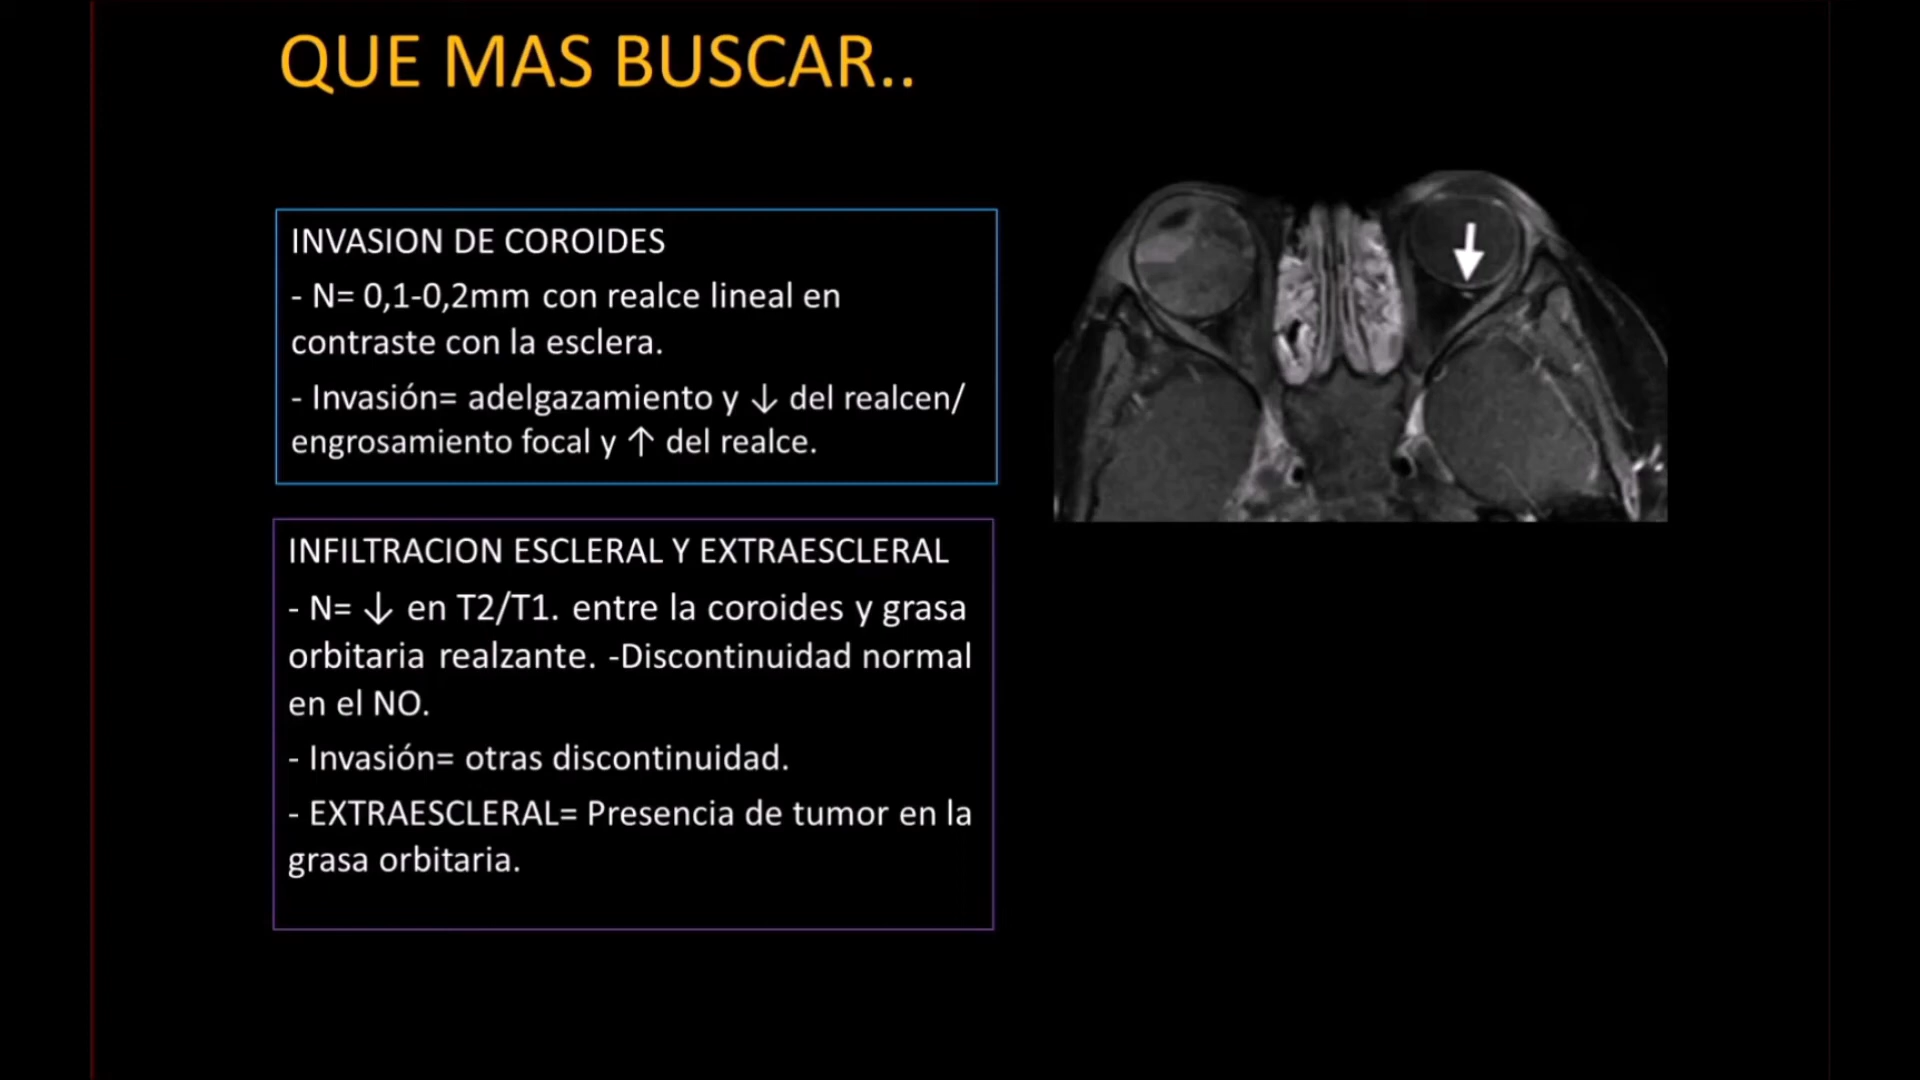 QUE MAS BUSCAR..
INVASION DE COROIDES
- N= 0,1-0,2mm con realce lineal en
contraste con la esclera.
- Invasión= adelgazamiento y ↓ del realcen/
engrosamiento focal y ↑ del realce.
INFILTRACION ESCLERAL Y EXTRAESCLERAL
- N= ↓ en T2/T1. entre la coroides y grasa
orbitaria realzante. -Discontinuidad normal
en el NO.
- Invasión= otras discontinuidad.
- EXTRAESCLERAL= Presencia de tumor en la
grasa orbitaria.